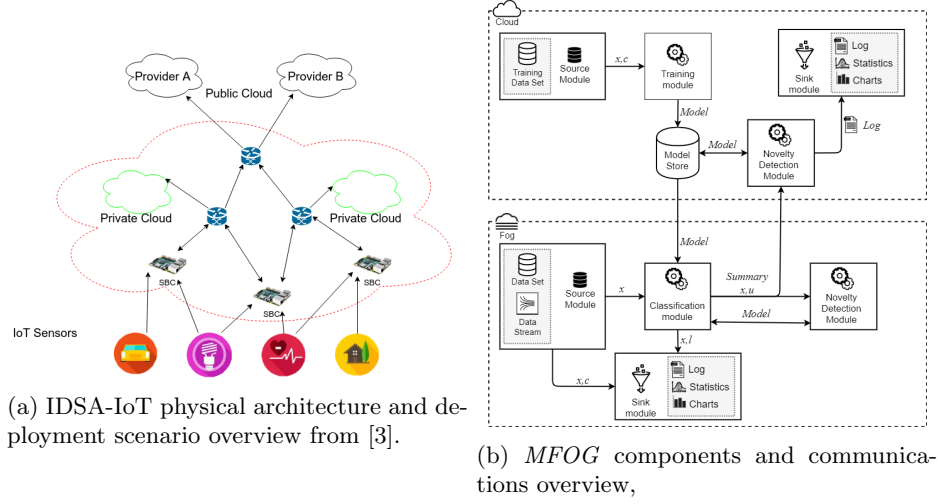 Provider A
Provider B
Public Cloud
Private Cloud
Private Cloud
SBC
SBC
SBC
IoT Sensors
(a) IDSA-IoT physical architecture and de-
ployment scenario overview from [3].
Cloud
Training
Data Set
Source
Module
x,c
Training
module
Model
Model
Store
Model
Novelty
Detection
Module
Log
Sink
module
Log
Statistics
Charts
Model
Fog
Data Set
Data
Stream
Source
Module
x
Classification
module
Summary
x,u
Model
Novelty
Detection
Module
x,l
x,c
Sink
module
Log
Statistics
Charts
(b) MFOG components and communica-
tions overview,